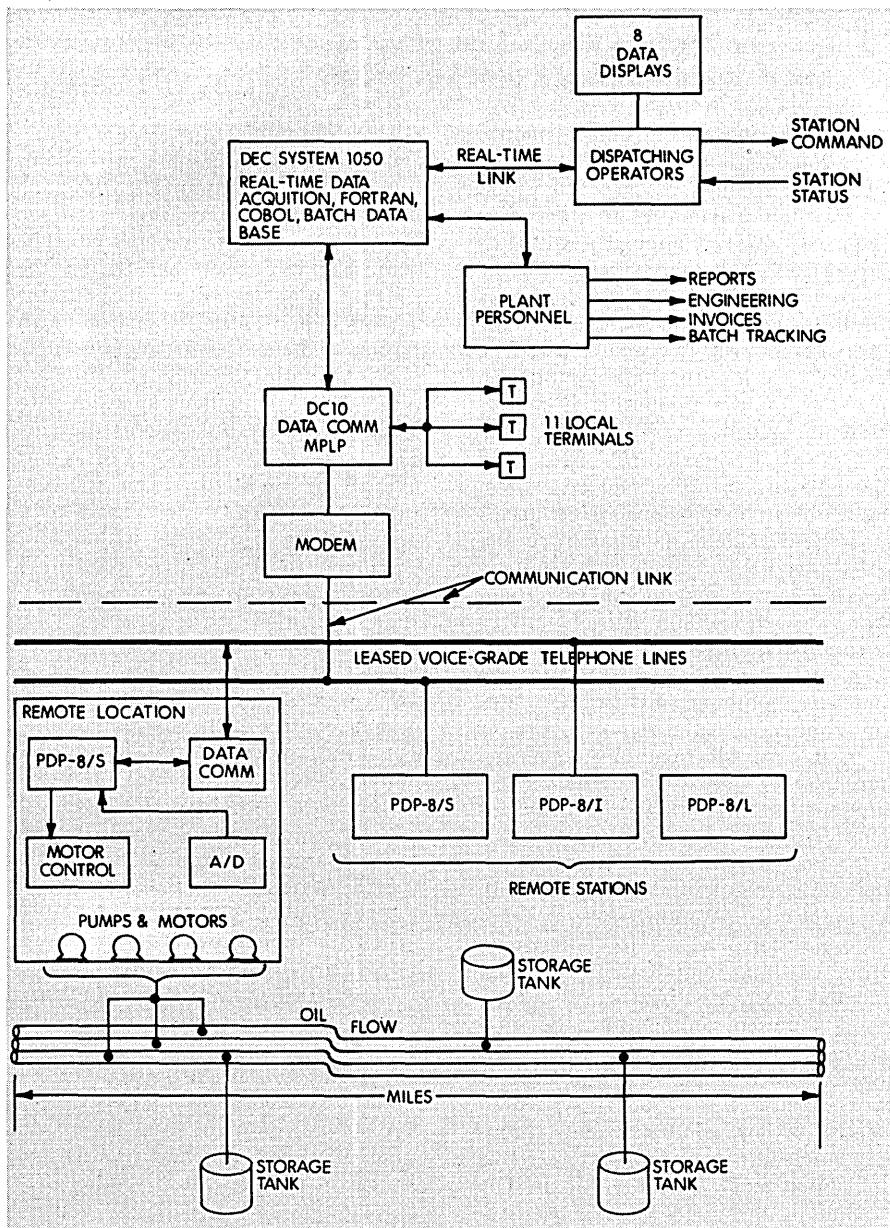 8
DATA
DISPLAYS
DEC SYSTEM 1050
REAL-TIME DATA
ACQUITION, FORTRAN,
COBOL, BATCH DATA
BASE
REAL-TIME
LINK
DISPATCHING
OPERATORS
STATION
COMMAND
STATION
STATUS
PLANT
PERSONNEL
REPORTS
ENGINEERING
INVOICES
BATCH TRACKING
DC10
DATA COMM
MPLP
T
T
T
11 LOCAL
TERMINALS
MODEM
COMMUNICATION LINK
LEASED VOICE-GRADE TELEPHONE LINES
REMOTE LOCATION
PDP-8/S
DATA
COMM
MOTOR
CONTROL
A/D
PUMPS & MOTORS
PDP-8/S
PDP-8/I
PDP-8/L
REMOTE STATIONS
STORAGE
TANK
OIL
FLOW
STORAGE
TANK
MILES
STORAGE
TANK
STORAGE
TANK